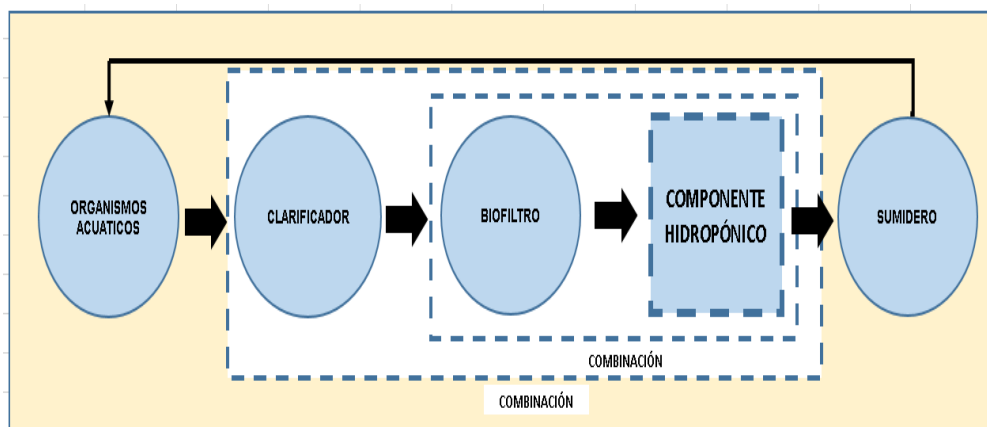 ORGANISMOS
ACUATICOS
CLARIFICADOR
BIOFILTRO
COMPONENTE
HIDROPÓNICO
SUMIDERO
COMBINACIÓN
COMBINACIÓN